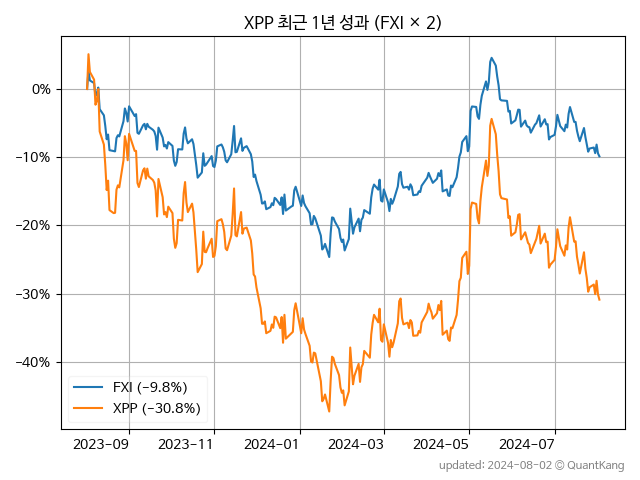 XPP 최근 1년 성과 (FXI × 2)
0%
−10%
−20%
−30%
−40%
FXI (−9.8%)
XPP (−30.8%)
2023−09
2023−11
2024−01
2024−03
2024−05
2024−07
updated: 2024-08-02 © QuantKang